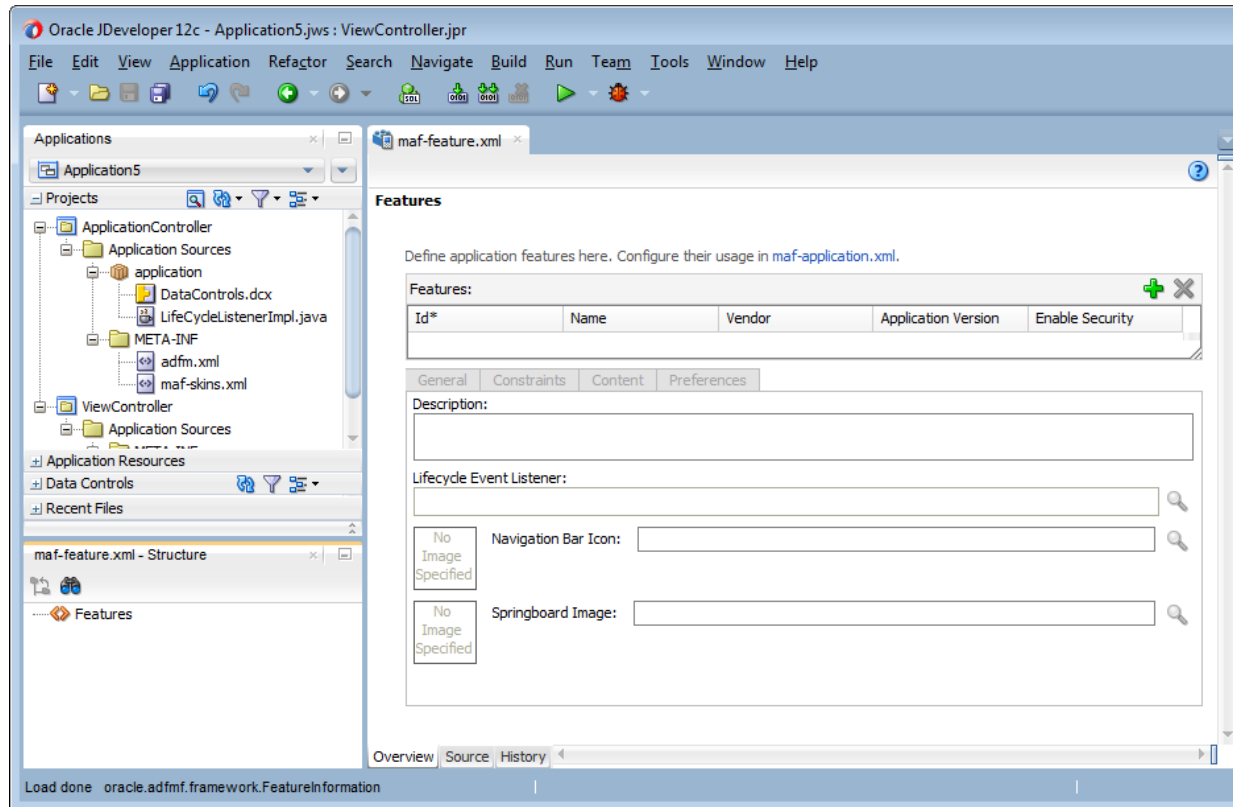 Oracle JDeveloper 12c - Application5.jws : ViewController.jpr
File Edit View Application Refactor Search Navigate Build Run Team Tools Window Help
Applications
Application5
Projects
ApplicationController
Application Sources
application
DataControls.dcx
LifeCycleListenerImpl.java
META-INF
adfm.xml
maf-skins.xml
ViewController
Application Sources
META-INF
Application Resources
Data Controls
Recent Files
maf-feature.xml - Structure
Features
maf-feature.xml
Features
Define application features here. Configure their usage in maf-application.xml.
Features:
Id* Name Vendor Application Version Enable Security
General Constraints Content Preferences
Description:
Lifecycle Event Listener:
No
Image
Specified
Navigation Bar Icon:
No
Image
Specified
Springboard Image:
Overview Source History
Load done oracle.adfmf.framework.FeatureInformation